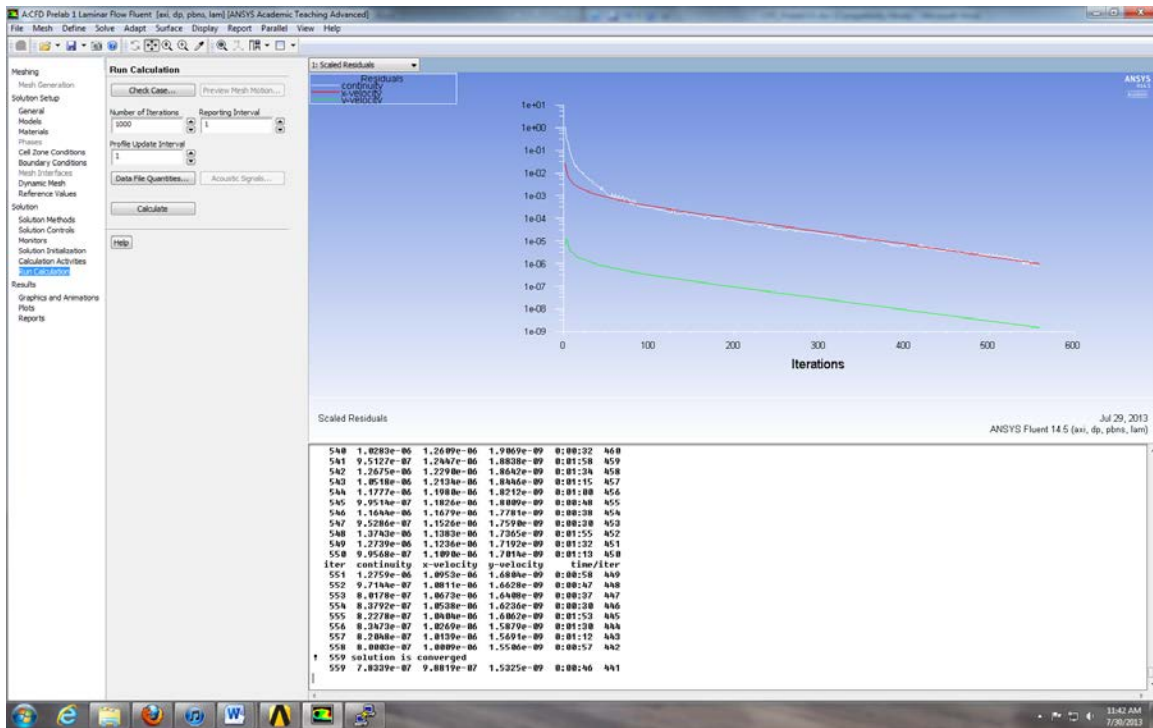 A:CFD Prelab 1 Laminar Flow Fluent [axi, dp, pbns, lam] [ANSYS Academic Teaching Advanced]
File Mesh Define Solve Adapt Surface Display Report Parallel View Help
Meshing
Mesh Generation
Solution Setup
General
Models
Materials
Phases
Cell Zone Conditions
Boundary Conditions
Mesh Interfaces
Dynamic Mesh
Reference Values
Solution
Solution Methods
Solution Controls
Monitors
Solution Initialization
Calculation Activities
Run Calculation
Results
Graphics and Animations
Plots
Reports
Run Calculation
Check Case... Preview Mesh Motion...
Number of Iterations Reporting Interval
1000 1
Profile Update Interval
1
Data File Quantities... Acoustic Signals...
Calculate
Help
1: Scaled Residuals
Residuals
continuity
x-velocity
y-velocity
ANSYS
1e+01
1e+00
1e-01
1e-02
1e-03
1e-04
1e-05
1e-06
1e-07
1e-08
1e-09
0 100 200 300 400 500 600
Iterations
Scaled Residuals
Jul 29, 2013
ANSYS Fluent 14.5 (axi, dp, pbns, lam)
540 1.0283e-06 1.2609e-06 1.9069e-09 0:00:32 460
541 9.5127e-07 1.2447e-06 1.8838e-09 0:01:58 459
542 1.2675e-06 1.2290e-06 1.8642e-09 0:01:34 458
543 1.0518e-06 1.2134e-06 1.8446e-09 0:01:15 457
544 1.1777e-06 1.1980e-06 1.8212e-09 0:01:00 456
545 9.9514e-07 1.1826e-06 1.8009e-09 0:00:48 455
546 1.1644e-06 1.1679e-06 1.7781e-09 0:00:38 454
547 9.5286e-07 1.1526e-06 1.7590e-09 0:00:30 453
548 1.3743e-06 1.1383e-06 1.7365e-09 0:01:55 452
549 1.2739e-06 1.1236e-06 1.7192e-09 0:01:32 451
550 9.9568e-07 1.1090e-06 1.7014e-09 0:01:13 450
iter continuity x-velocity y-velocity time/iter
551 1.2759e-06 1.0953e-06 1.6804e-09 0:00:58 449
552 9.7144e-07 1.0811e-06 1.6628e-09 0:00:47 448
553 8.0178e-07 1.0673e-06 1.6408e-09 0:00:37 447
554 8.3792e-07 1.0538e-06 1.6236e-09 0:00:30 446
555 8.2278e-07 1.0404e-06 1.6062e-09 0:01:53 445
556 8.3473e-07 1.0269e-06 1.5879e-09 0:01:30 444
557 8.2048e-07 1.0139e-06 1.5691e-09 0:01:12 443
558 8.0003e-07 1.0009e-06 1.5506e-09 0:00:57 442
! 559 solution is converged
559 7.8339e-07 9.8819e-07 1.5325e-09 0:00:46 441
11:42 AM
7/30/2013